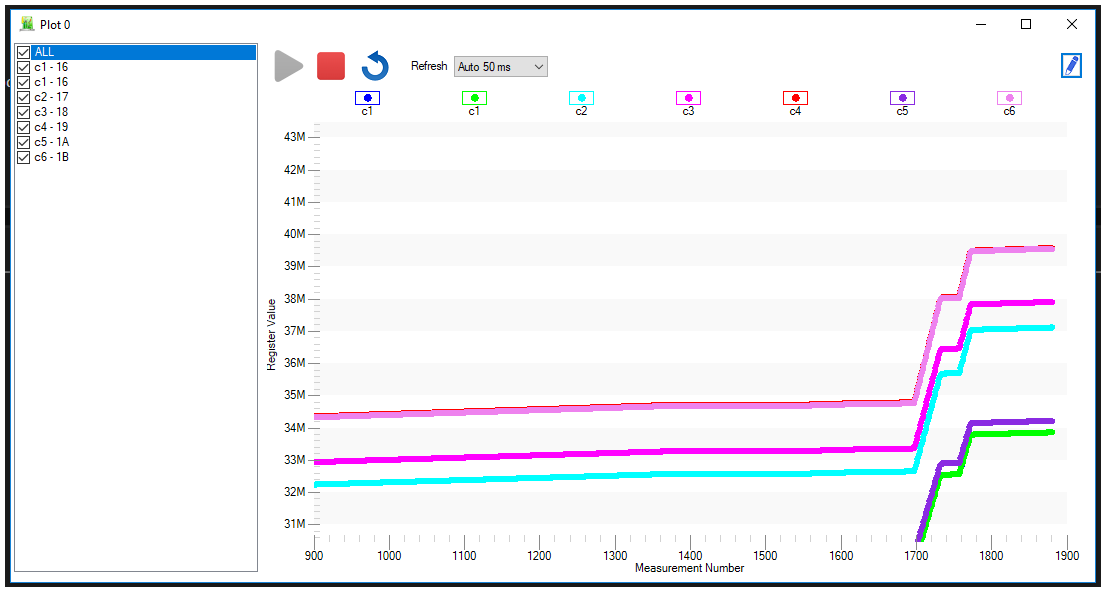 Plot 0
ALL
c1 - 16
c1 - 16
c2 - 17
c3 - 18
c4 - 19
c5 - 1A
c6 - 1B
Refresh
Auto 50 ms
c1 c1 c2 c3 c4 c5 c6
43M
42M
41M
40M
39M
38M
37M
36M
35M
34M
33M
32M
31M
Register Value
900 1000 1100 1200 1300 1400 1500 1600 1700 1800 1900
Measurement Number